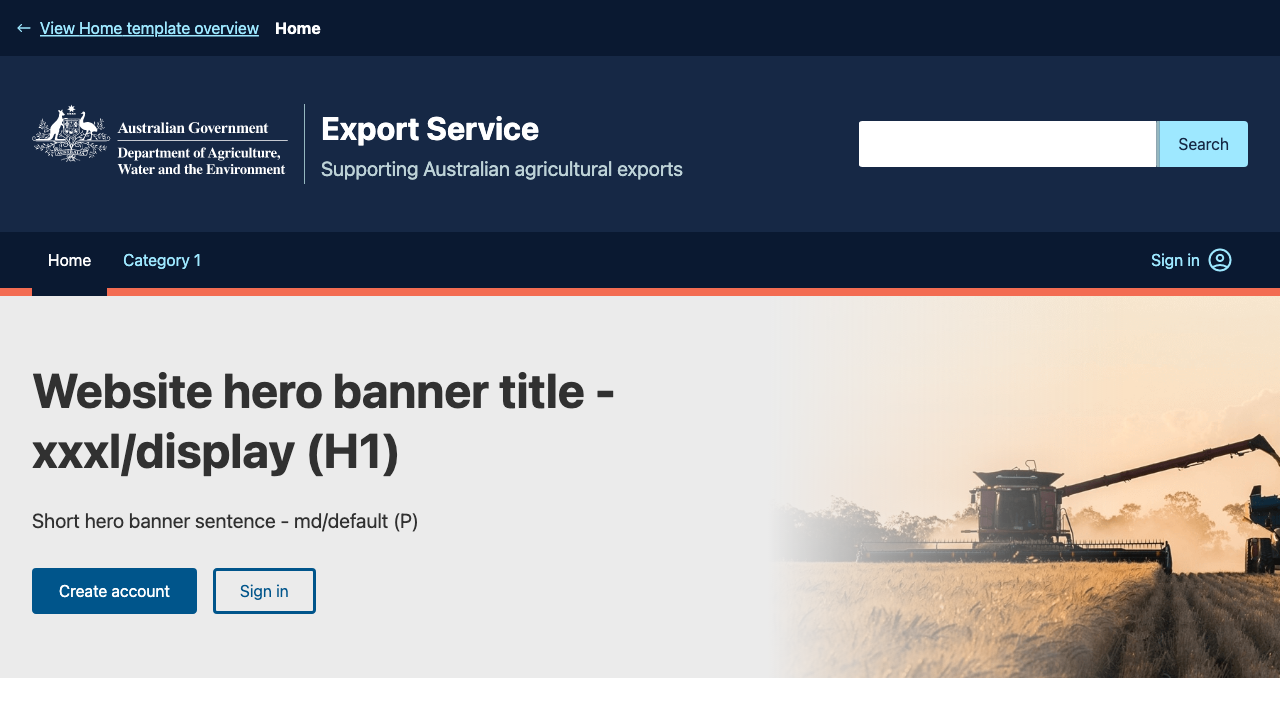 View Home template overview
Home
Australian Government
Department of Agriculture,
Water and the Environment
Export Service
Supporting Australian agricultural exports
Search
Home
Category 1
Sign in
Website hero banner title -
xxxl/display (H1)
Short hero banner sentence - md/default (P)
Create account
Sign in